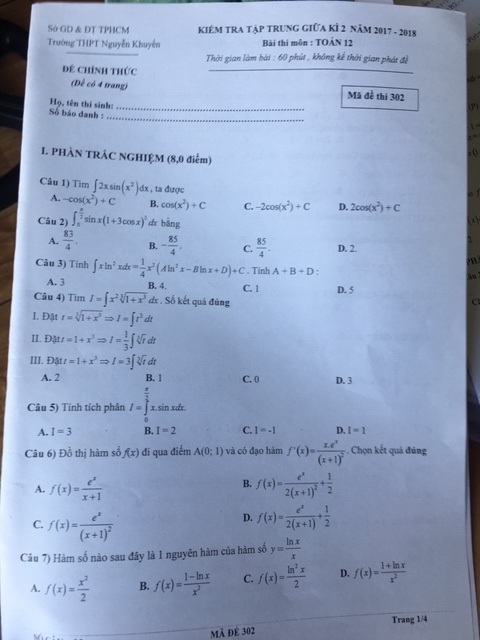 Sở GD & ĐT TPHCM
Trường THPT Nguyễn Khuyến
KIỂM TRA TẬP TRUNG GIỮA KÌ 2 NĂM 2017 - 2018
Bài thi môn : TOÁN 12
Thời gian làm bài : 60 phút , không kể thời gian phát đề
ĐỀ CHÍNH THỨC
(Đề có 4 trang)
Mã đề thi 302
Họ, tên thí sinh: ........................
Số báo danh : ........................
I. PHẦN TRẮC NGHIỆM (8,0 điểm)
Câu 1) Tìm ∫2x sin(x²)dx, ta được
A. −cos(x²) + C B. cos(x²) + C C. −2cos(x²) + C D. 2cos(x²) + C
Câu 2) ∫₀^(π/2) sin x(1+3cos x)³ dx bằng
A. 83/4. B. −85/4. C. 85/4. D. 2.
Câu 3) Tính ∫x ln² x dx = 1/4 x²(A ln² x − B ln x + D) + C . Tính A + B + D :
A. 3 B. 4. C. 1 D. 5
Câu 4) Tìm I = ∫x² ∛(1+x³) dx . Số kết quả đúng
I. Đặt t = ∛(1+x³) ⇒ I = ∫t³ dt
II. Đặt t = 1+x³ ⇒ I = 1/3 ∫∛t dt
III. Đặt t = 1+x³ ⇒ I = 3∫∛t dt
A. 2 B. 1 C. 0 D. 3
Câu 5) Tính tích phân I = ∫₀^(π/2) x.sin xdx.
A. I = 3 B. I = 2 C. I = -1 D. I = 1
Câu 6) Đồ thị hàm số f(x) đi qua điểm A(0; 1) và có đạo hàm f'(x) = x.eˣ/(x+1)². Chọn kết quả đúng
A. f(x) = eˣ/(x+1) B. f(x) = eˣ/(2(x+1)²) + 1/2
C. f(x) = eˣ/(x+1)² D. f(x) = eˣ/(2(x+1)) + 1/2
Câu 7) Hàm số nào sau đây là 1 nguyên hàm của hàm số y = ln x/x
A. f(x) = x²/2 B. f(x) = (1−ln x)/x² C. f(x) = ln² x/2 D. f(x) = (1+ln x)/x²
Trang 1/4
MÃ ĐỀ 302